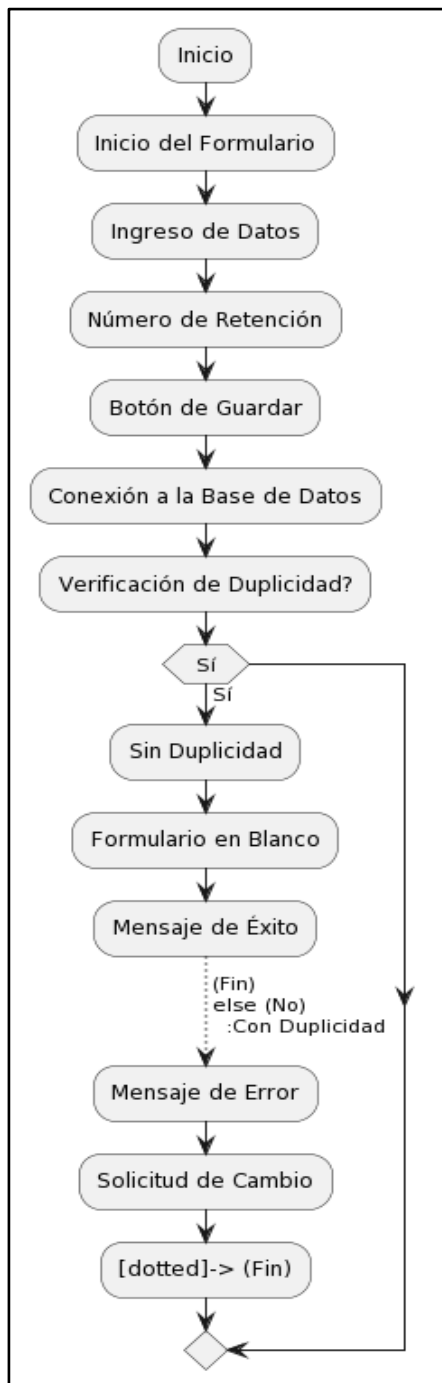 Inicio
Inicio del Formulario
Ingreso de Datos
Número de Retención
Botón de Guardar
Conexión a la Base de Datos
Verificación de Duplicidad?
Sí
Sí
Sin Duplicidad
Formulario en Blanco
Mensaje de Éxito
(Fin)
else (No)
:Con Duplicidad
Mensaje de Error
Solicitud de Cambio
[dotted]-> (Fin)